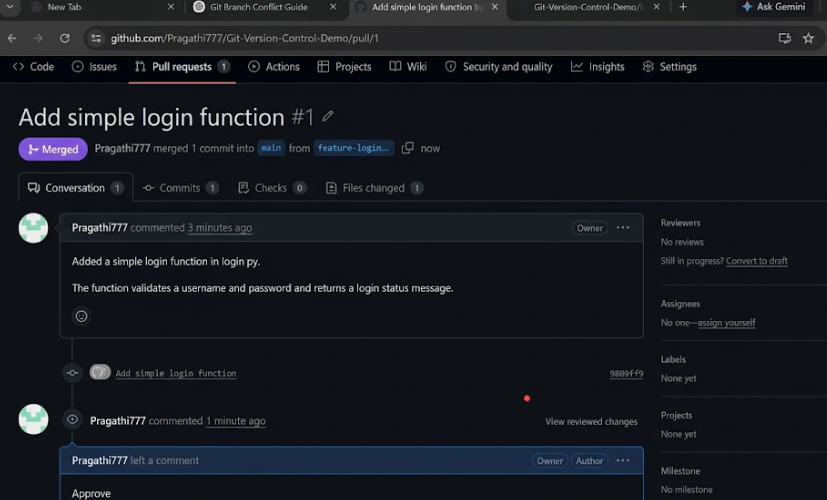 New Tab
Git Branch Conflict Guide
Add simple login function by
Git-Version-Control-Demo/
Ask Gemini
github.com/Pragathi777/Git-Version-Control-Demo/pull/1
Code
Issues
Pull requests 1
Actions
Projects
Wiki
Security and quality
Insights
Settings
Add simple login function #1
Merged
Pragathi777 merged 1 commit into main from feature-login... now
Conversation 1
Commits 1
Checks 0
Files changed 1
Pragathi777 commented 3 minutes ago
Owner
Added a simple login function in login py.
The function validates a username and password and returns a login status message.
Add simple login function
9889ff9
Pragathi777 commented 1 minute ago
View reviewed changes
Pragathi777 left a comment
Owner Author
Approve
Reviewers
No reviews
Still in progress? Convert to draft
Assignees
No one—assign yourself
Labels
None yet
Projects
None yet
Milestone
No milestone